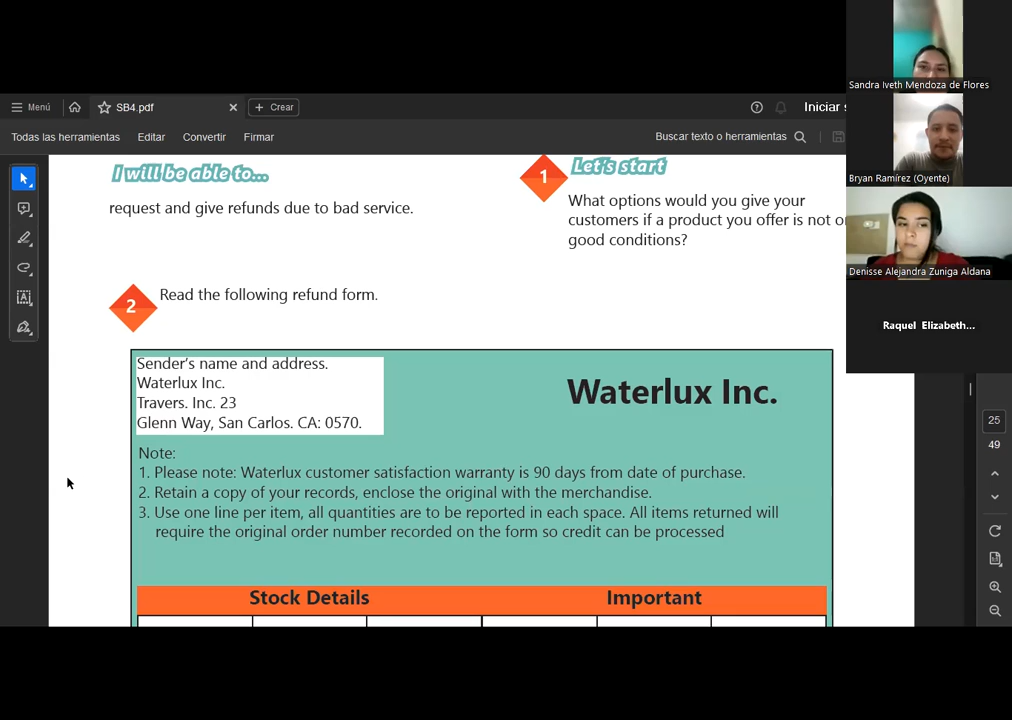 Menú
SB4.pdf
Crear
Iniciar s
Todas las herramientas
Editar
Convertir
Firmar
Buscar texto o herramientas
I will be able to...
request and give refunds due to bad service.
1
Let's start
What options would you give your
customers if a product you offer is not o
good conditions?
2
Read the following refund form.
Sender's name and address.
Waterlux Inc.
Travers. Inc. 23
Glenn Way, San Carlos. CA: 0570.
Waterlux Inc.
Note:
1. Please note: Waterlux customer satisfaction warranty is 90 days from date of purchase.
2. Retain a copy of your records, enclose the original with the merchandise.
3. Use one line per item, all quantities are to be reported in each space. All items returned will
require the original order number recorded on the form so credit can be processed
Stock Details
Important
Sandra Iveth Mendoza de Flores
Bryan Ramírez (Oyente)
Denisse Alejandra Zuniga Aldana
Raquel Elizabeth...
25
49